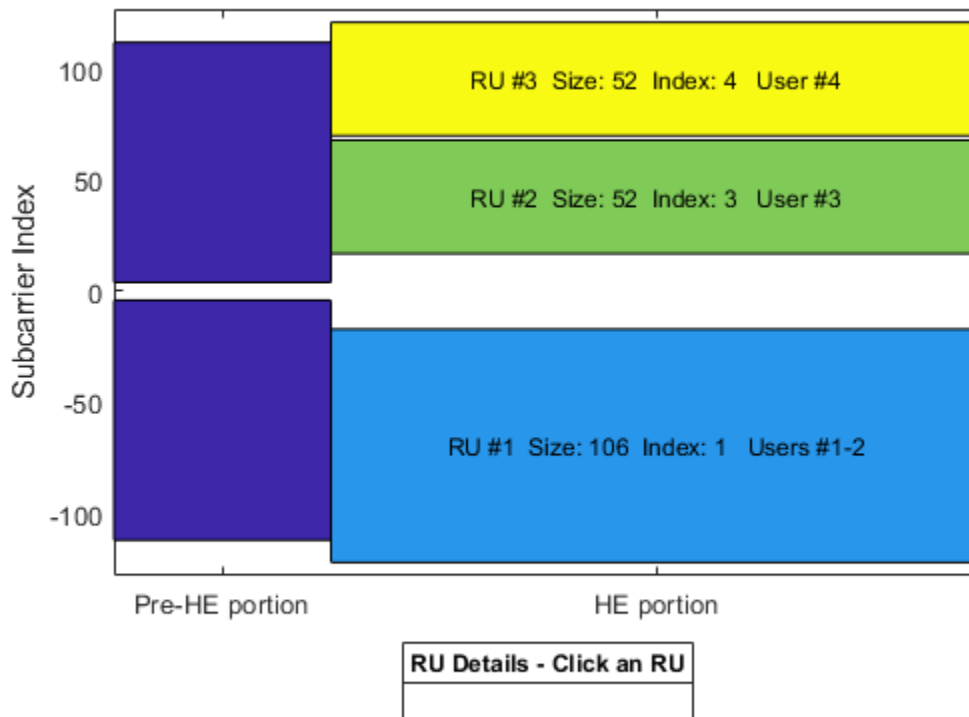 Subcarrier Index
100
50
0
-50
-100
RU #3 Size: 52 Index: 4 User #4
RU #2 Size: 52 Index: 3 User #3
RU #1 Size: 106 Index: 1 Users #1-2
Pre-HE portion
HE portion
RU Details - Click an RU